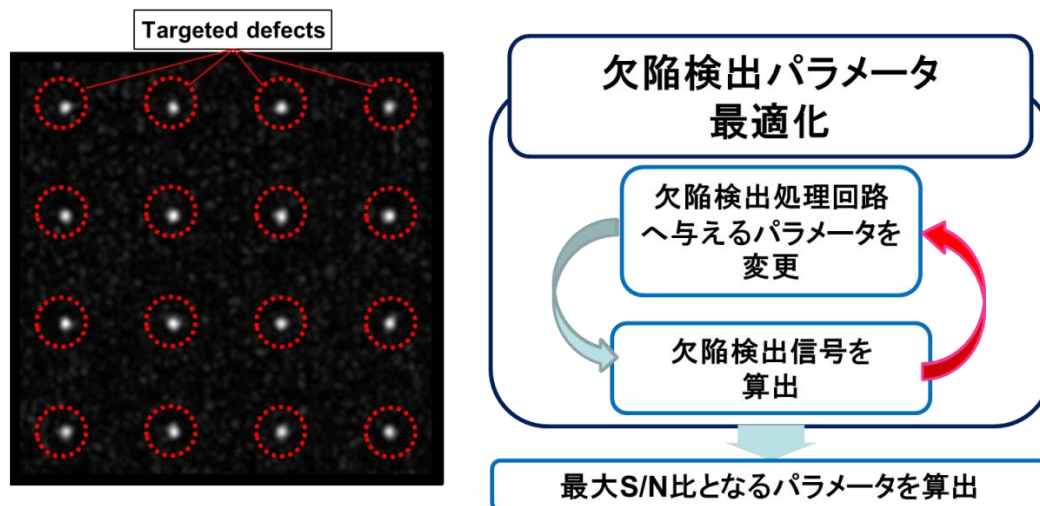 Targeted defects
欠陥検出パラメータ
最適化
欠陥検出処理回路
へ与えるパラメータを
変更
欠陥検出信号を
算出
最大S/N比となるパラメータを算出